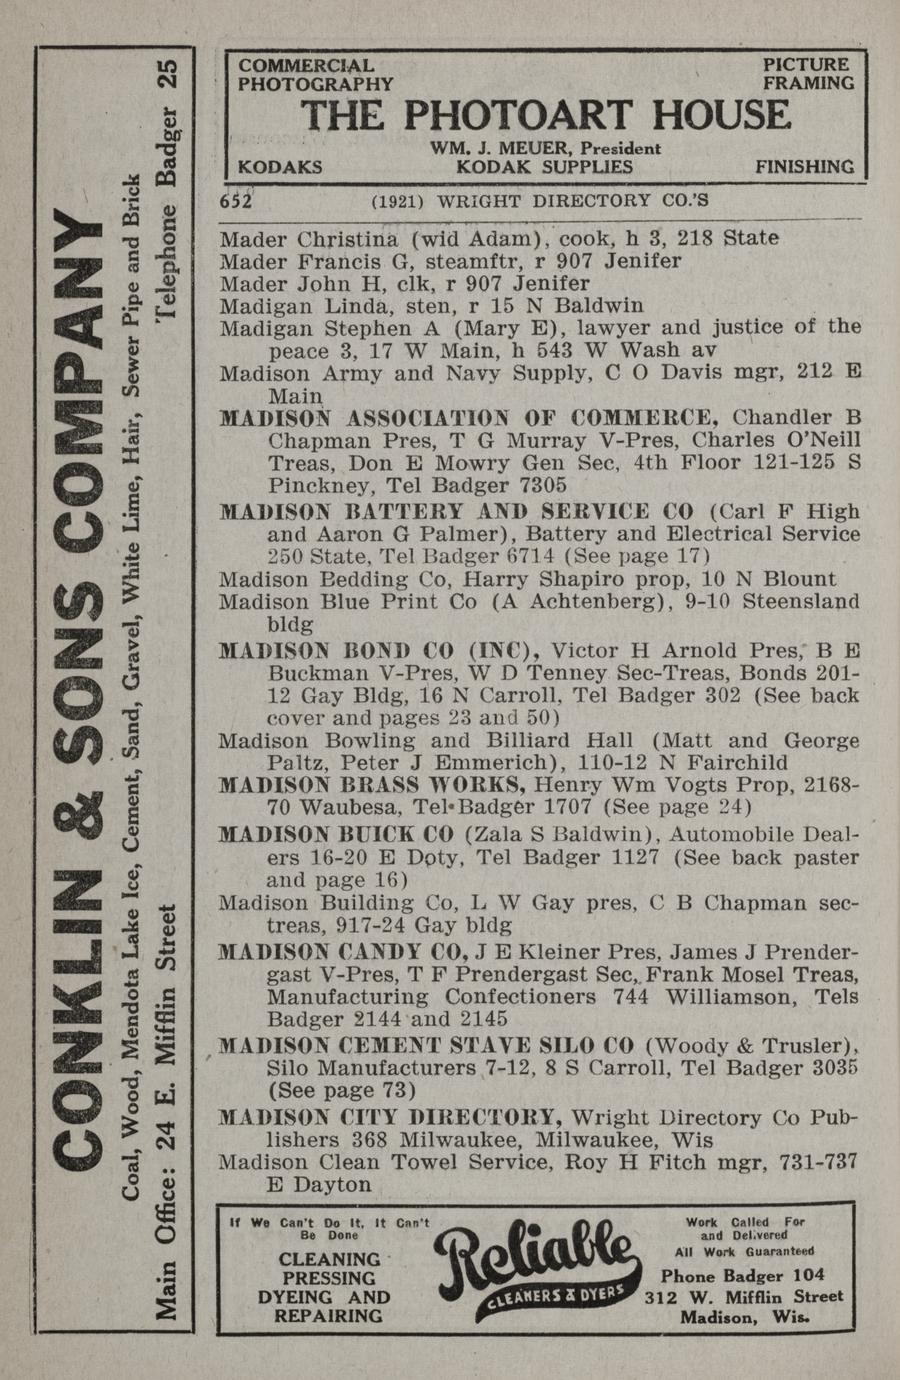 CONKLIN & SONS COMPANY
Coal, Wood, Mendota Lake Ice, Cement, Sand, Gravel, White Lime, Hair, Sewer Pipe and Brick
Main Office: 24 E. Mifflin Street Telephone Badger 25
COMMERCIAL PICTURE
PHOTOGRAPHY FRAMING
THE PHOTOART HOUSE
WM. J. MEUER, President
KODAKS KODAK SUPPLIES FINISHING
652 (1921) WRIGHT DIRECTORY CO.'S
Mader Christina (wid Adam), cook, h 3, 218 State
Mader Francis G, steamftr, r 907 Jenifer
Mader John H, clk, r 907 Jenifer
Madigan Linda, sten, r 15 N Baldwin
Madigan Stephen A (Mary E), lawyer and justice of the
peace 3, 17 W Main, h 543 W Wash av
Madison Army and Navy Supply, C O Davis mgr, 212 E
Main
MADISON ASSOCIATION OF COMMERCE, Chandler B
Chapman Pres, T G Murray V-Pres, Charles O'Neill
Treas, Don E Mowry Gen Sec, 4th Floor 121-125 S
Pinckney, Tel Badger 7305
MADISON BATTERY AND SERVICE CO (Carl F High
and Aaron G Palmer), Battery and Electrical Service
250 State, Tel Badger 6714 (See page 17)
Madison Bedding Co, Harry Shapiro prop, 10 N Blount
Madison Blue Print Co (A Achtenberg), 9-10 Steensland
bldg
MADISON BOND CO (INC), Victor H Arnold Pres, B E
Buckman V-Pres, W D Tenney Sec-Treas, Bonds 201-
12 Gay Bldg, 16 N Carroll, Tel Badger 302 (See back
cover and pages 23 and 50)
Madison Bowling and Billiard Hall (Matt and George
Paltz, Peter J Emmerich), 110-12 N Fairchild
MADISON BRASS WORKS, Henry Wm Vogts Prop, 2168-
70 Waubesa, Tel Badger 1707 (See page 24)
MADISON BUICK CO (Zala S Baldwin), Automobile Deal-
ers 16-20 E Doty, Tel Badger 1127 (See back paster
and page 16)
Madison Building Co, L W Gay pres, C B Chapman sec-
treas, 917-24 Gay bldg
MADISON CANDY CO, J E Kleiner Pres, James J Prender-
gast V-Pres, T F Prendergast Sec, Frank Mosel Treas,
Manufacturing Confectioners 744 Williamson, Tels
Badger 2144 and 2145
MADISON CEMENT STAVE SILO CO (Woody & Trusler),
Silo Manufacturers 7-12, 8 S Carroll, Tel Badger 3035
(See page 73)
MADISON CITY DIRECTORY, Wright Directory Co Pub-
lishers 368 Milwaukee, Milwaukee, Wis
Madison Clean Towel Service, Roy H Fitch mgr, 731-737
E Dayton
If We Can't Do It, It Can't
Be Done
CLEANING
PRESSING
DYEING AND
REPAIRING
Reliable
CLEANERS & DYERS
Work Called For
and Delivered
All Work Guaranteed
Phone Badger 104
312 W. Mifflin Street
Madison, Wis.